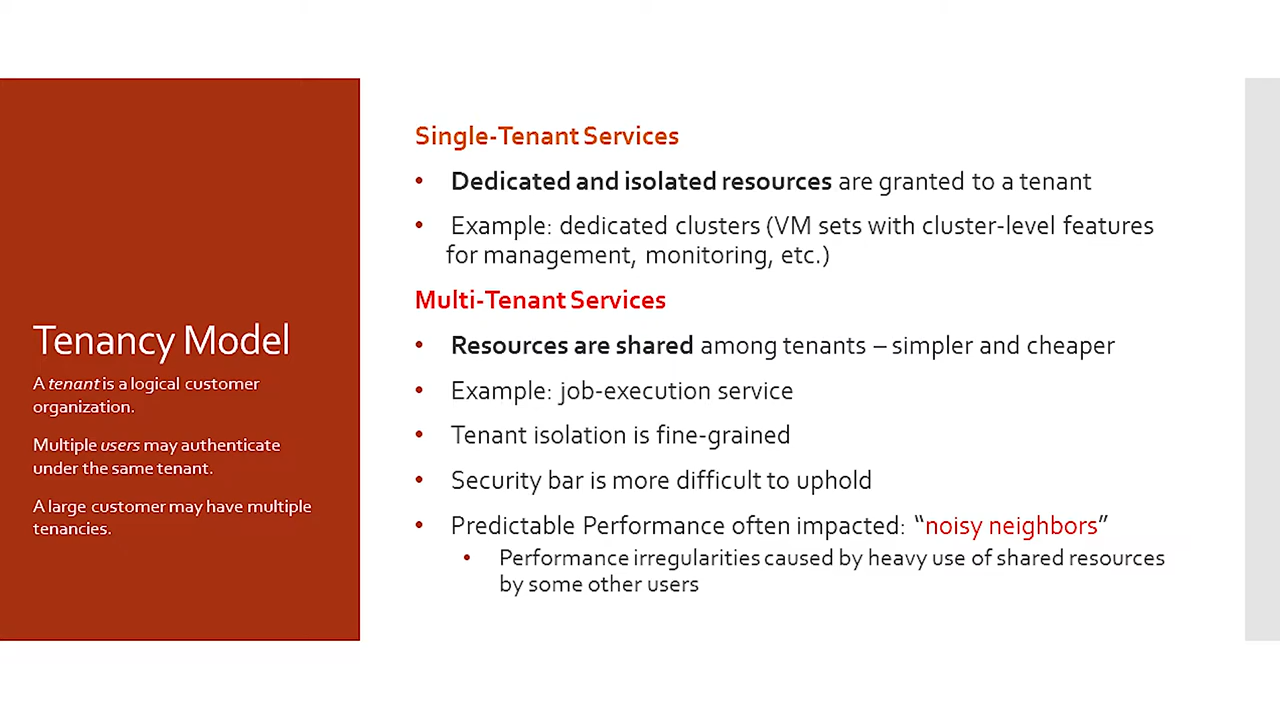 Tenancy Model
A tenant is a logical customer
organization.
Multiple users may authenticate
under the same tenant.
A large customer may have multiple
tenancies.
Single-Tenant Services
• Dedicated and isolated resources are granted to a tenant
• Example: dedicated clusters (VM sets with cluster-level features
for management, monitoring, etc.)
Multi-Tenant Services
• Resources are shared among tenants – simpler and cheaper
• Example: job-execution service
• Tenant isolation is fine-grained
• Security bar is more difficult to uphold
• Predictable Performance often impacted: “noisy neighbors”
• Performance irregularities caused by heavy use of shared resources
by some other users